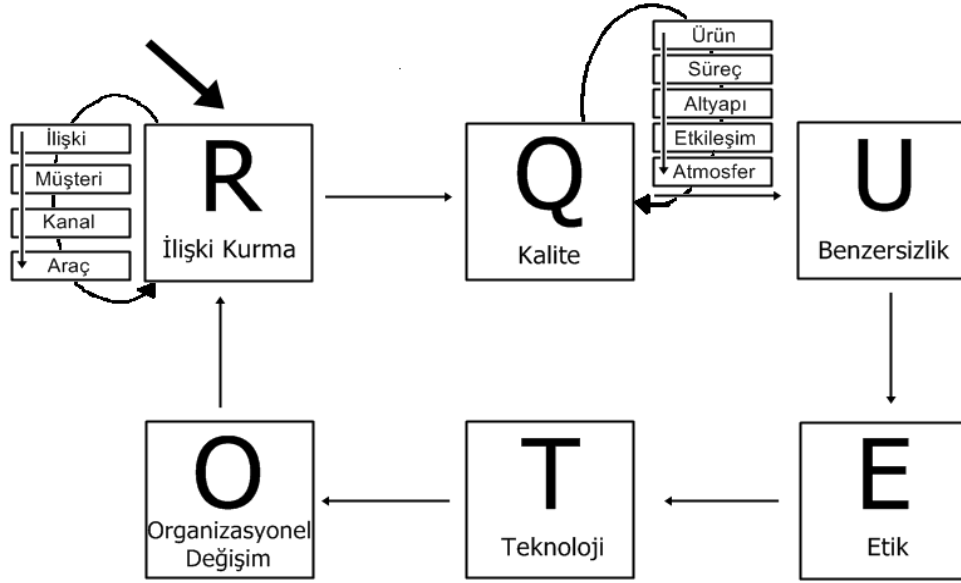 İlişki
Müşteri
Kanal
Araç
R
İlişki Kurma
Q
Kalite
Ürün
Süreç
Altyapı
Etkileşim
Atmosfer
U
Benzersizlik
O
Organizasyonel
Değişim
T
Teknoloji
E
Etik